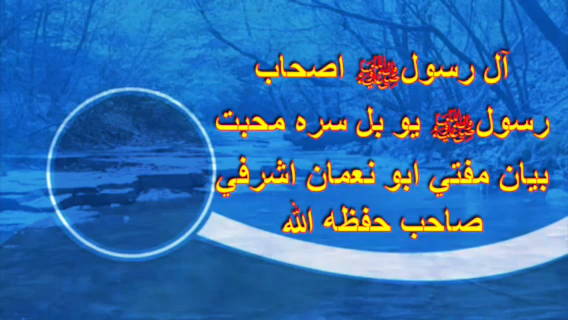 آل رسولﷺ اصحاب
رسولﷺ يو بل سره محبت
بيان مفتي ابو نعمان اشرفي
صاحب حفظه الله